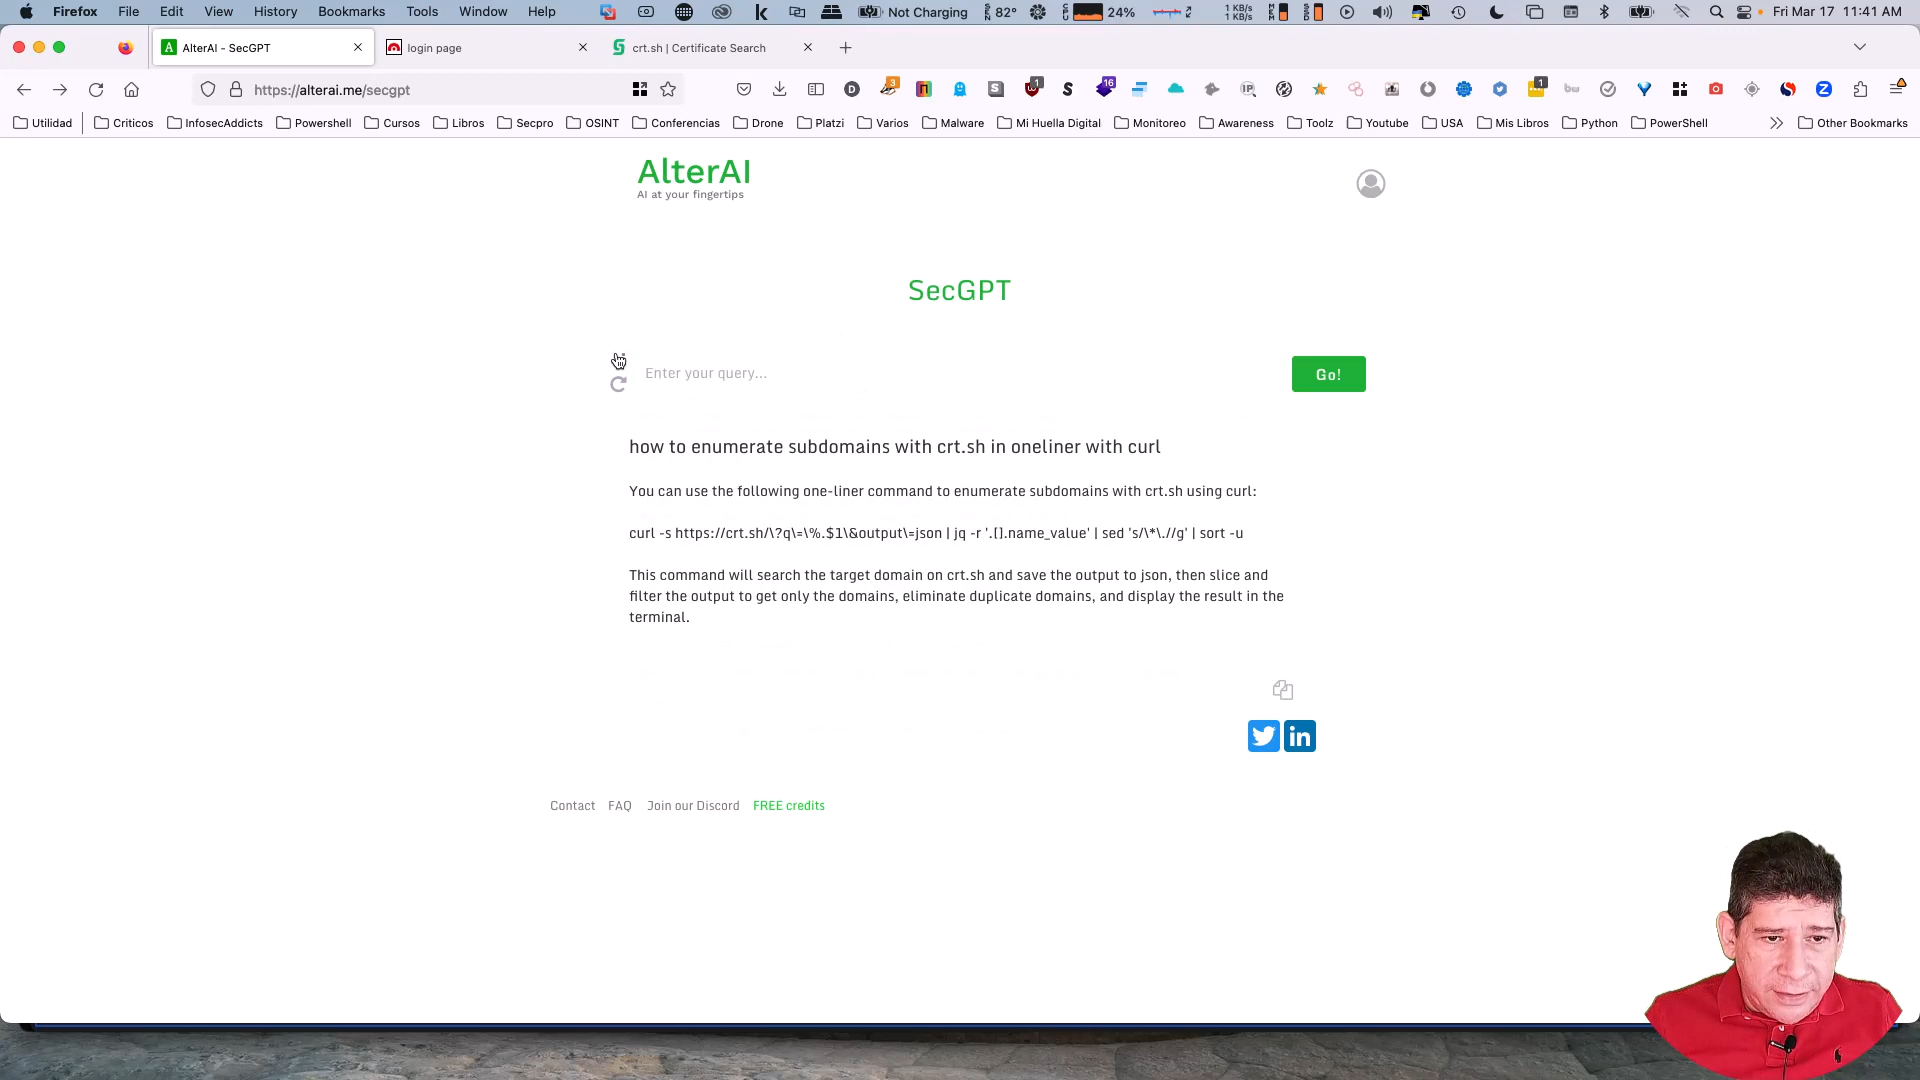 Firefox File Edit View History Bookmarks Tools Window Help Not Charging 82° 24% 1 KB/s 1 KB/s Fri Mar 17 11:41 AM
AlterAI - SecGPT login page crt.sh | Certificate Search
https://alterai.me/secgpt
Utilidad Criticos InfosecAddicts Powershell Cursos Libros Secpro OSINT Conferencias Drone Platzi Varios Malware Mi Huella Digital Monitoreo Awareness Toolz Youtube USA Mis Libros Python PowerShell Other Bookmarks
AlterAI
AI at your fingertips
SecGPT
Enter your query... Go!
how to enumerate subdomains with crt.sh in oneliner with curl
You can use the following one-liner command to enumerate subdomains with crt.sh using curl:
curl -s https://crt.sh/\?q\=\%.$1\&output\=json | jq -r '.[].name_value' | sed 's/\*\.//g' | sort -u
This command will search the target domain on crt.sh and save the output to json, then slice and
filter the output to get only the domains, eliminate duplicate domains, and display the result in the
terminal.
Contact FAQ Join our Discord FREE credits